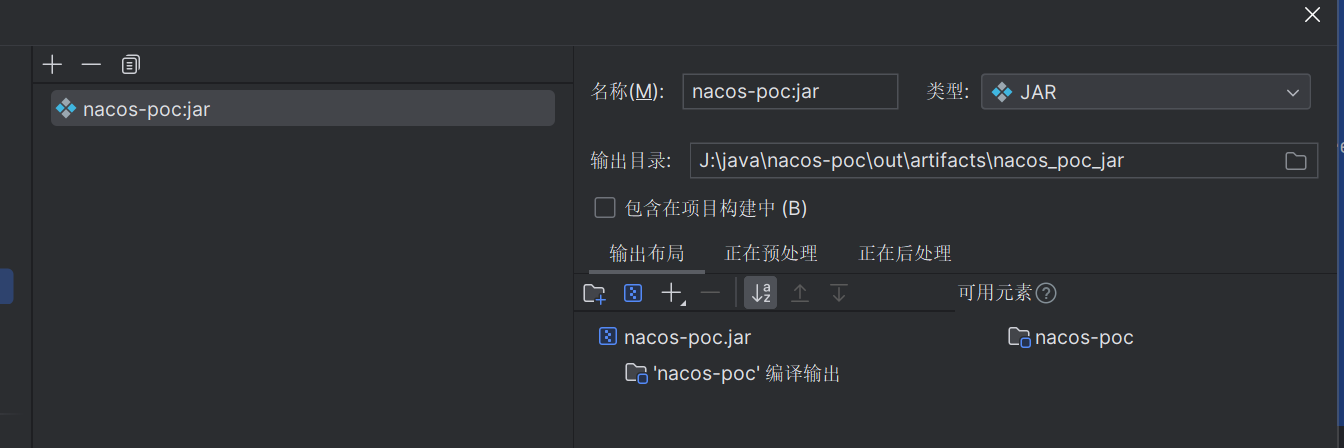 nacos-poc:jar
名称(M):
nacos-poc:jar
类型:
JAR
输出目录:
J:\java\nacos-poc\out\artifacts\nacos_poc_jar
包含在项目构建中 (B)
输出布局
正在预处理
正在后处理
可用元素
nacos-poc.jar
nacos-poc
'nacos-poc' 编译输出